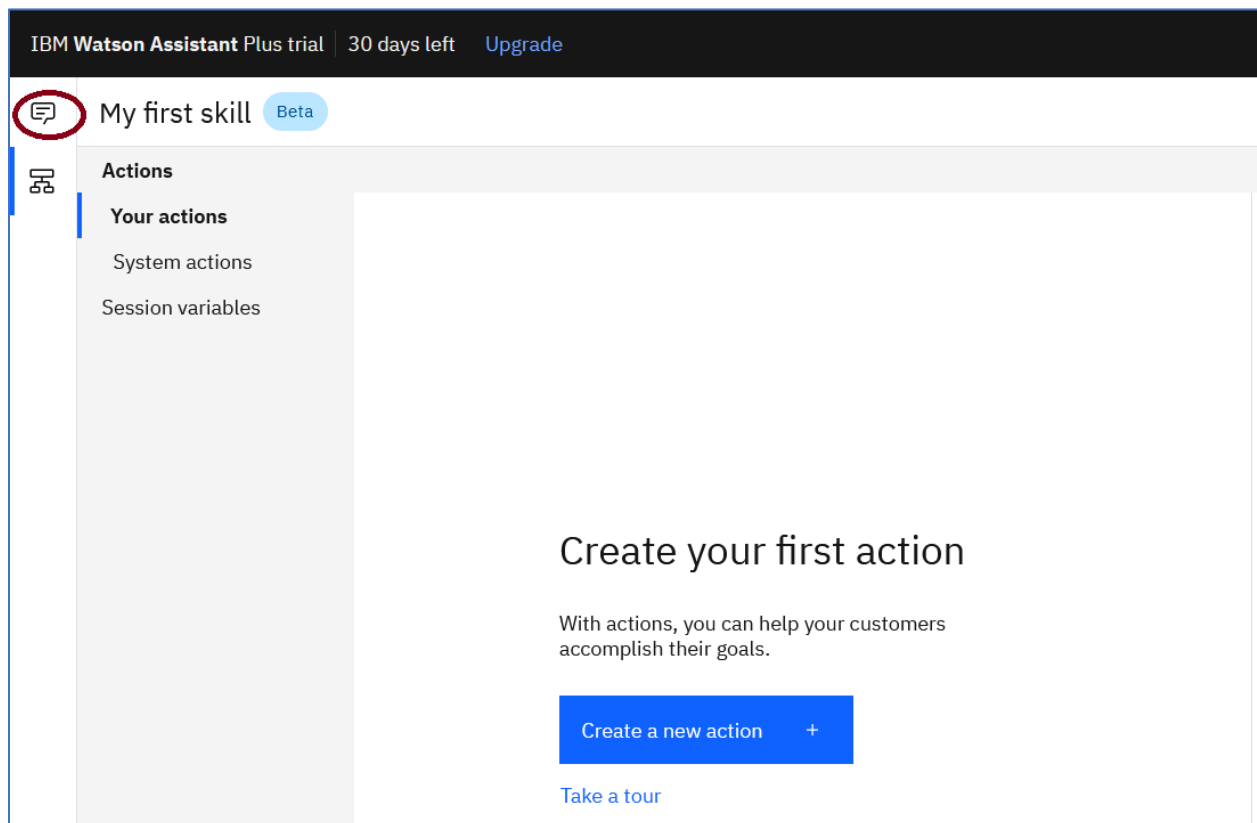 IBM Watson Assistant Plus trial 30 days left Upgrade
My first skill Beta
Actions
Your actions
System actions
Session variables
Create your first action
With actions, you can help your customers
accomplish their goals.
Create a new action +
Take a tour